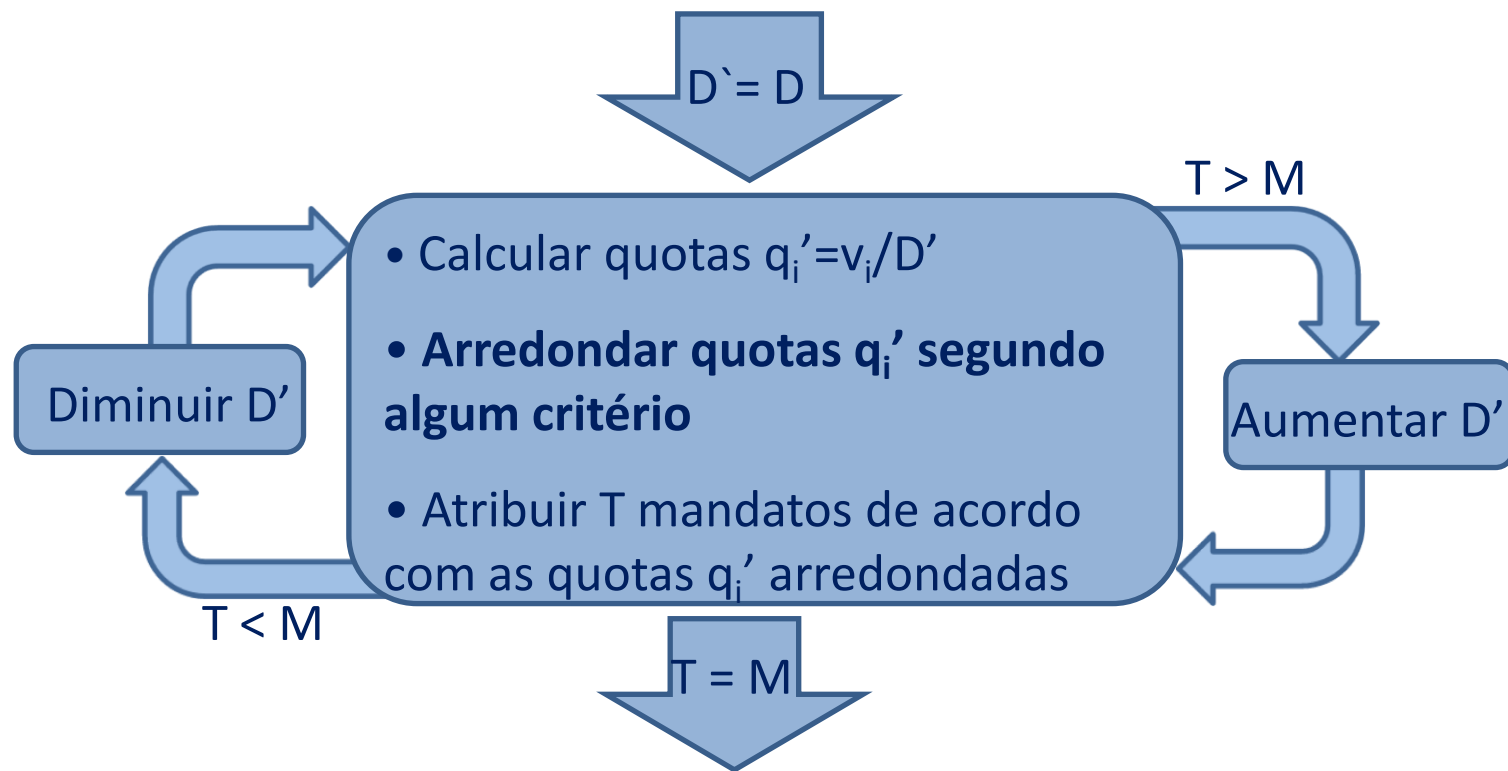 D`= D
T > M
• Calcular quotas qi’=vi/D’
• Arredondar quotas qi’ segundo
algum critério
• Atribuir T mandatos de acordo
com as quotas qi’ arredondadas
Diminuir D’
Aumentar D’
T < M
T = M